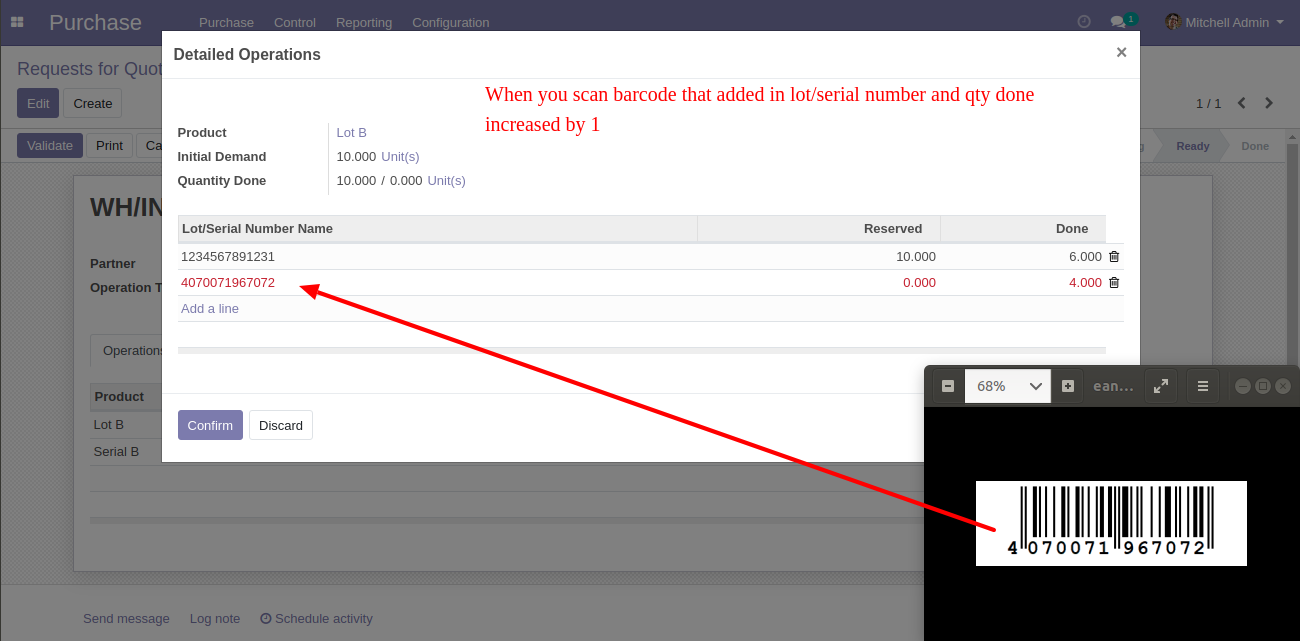 Purchase Purchase Control Reporting Configuration 1 Mitchell Admin
Requests for Quot
Detailed Operations ×
Edit Create
When you scan barcode that added in lot/serial number and qty done
increased by 1
1 / 1
Validate Print Ca
Ready Done
Product Lot B
Initial Demand 10.000 Unit(s)
Quantity Done 10.000 / 0.000 Unit(s)
WH/IN
Partner
Operation T
Lot/Serial Number Name Reserved Done
1234567891231 10.000 6.000
4070071967072 0.000 4.000
Add a line
Operations
Product
Lot B
Serial B
Confirm Discard
68% ean...
4 070071 967072
Send message Log note Schedule activity